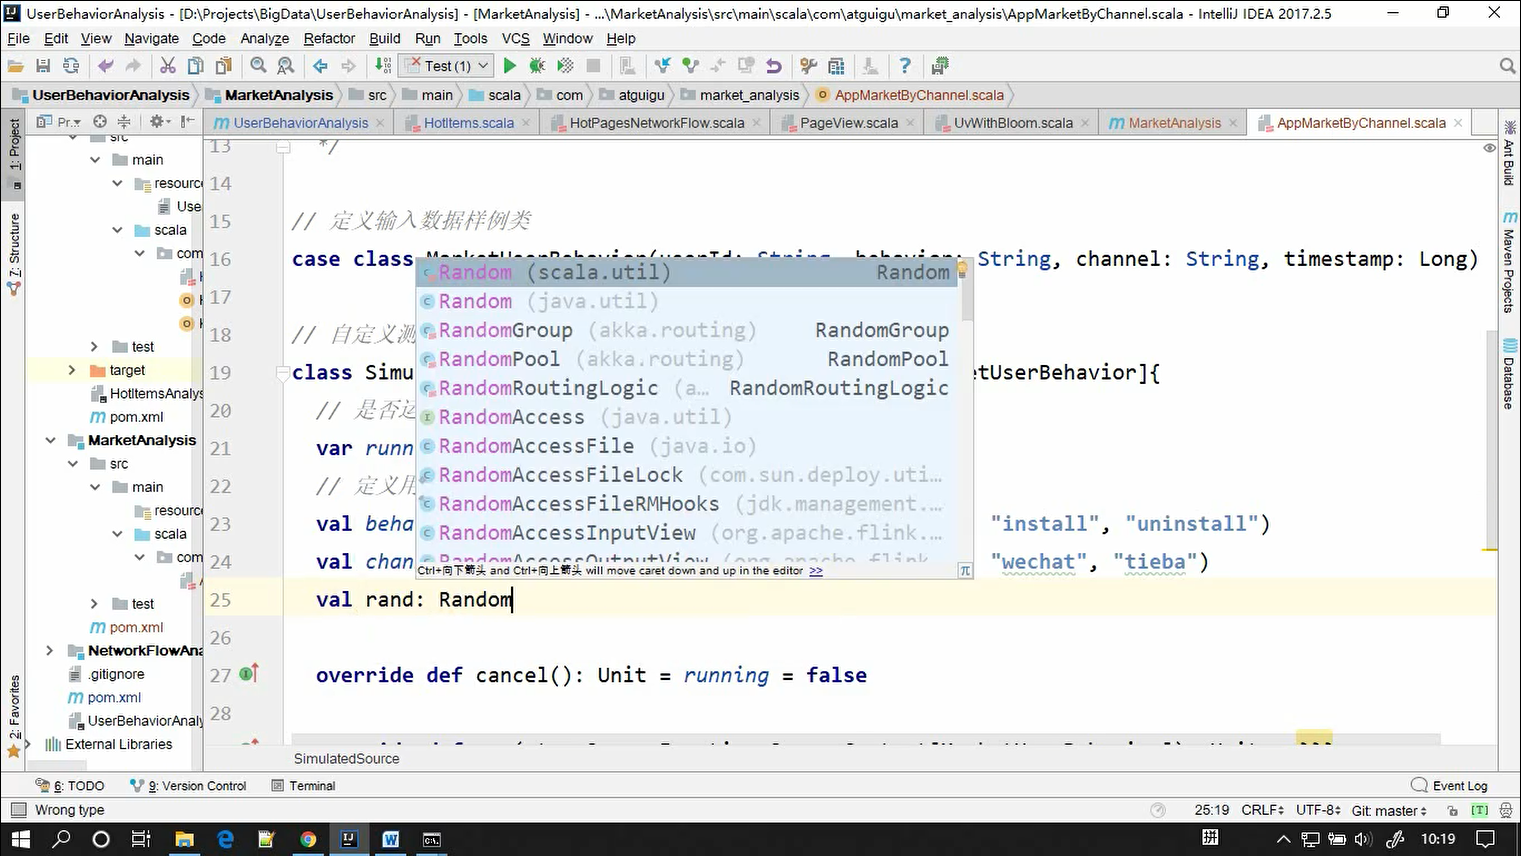 UserBehaviorAnalysis - [D:\Projects\BigData\UserBehaviorAnalysis] - [MarketAnalysis] - ...\MarketAnalysis\src\main\scala\com\atguigu\market_analysis\AppMarketByChannel.scala - IntelliJ IDEA 2017.2.5
File Edit View Navigate Code Analyze Refactor Build Run Tools VCS Window Help
Test (1)
UserBehaviorAnalysis MarketAnalysis src main scala com atguigu market_analysis AppMarketByChannel.scala
Pr... UserBehaviorAnalysis HotItems.scala HotPagesNetworkFlow.scala PageView.scala UvWithBloom.scala MarketAnalysis AppMarketByChannel.scala
1: Project
7: Structure
2: Favorites
src
main
resourc
Use
scala
com
test
target
HotItemsAnalys
pom.xml
MarketAnalysis
src
main
resourc
scala
com
test
pom.xml
NetworkFlowAna
.gitignore
pom.xml
UserBehaviorAnaly
External Libraries
13 */
14
15 // 定义输入数据样例类
16 case class MarketUserBehavior(userId: String, behavior: String, channel: String, timestamp: Long)
17
18 // 自定义测
19 class Simu etUserBehavior]{
20 // 是否运
21 var runn
22 // 定义用
23 val beha "install", "uninstall")
24 val chan "wechat", "tieba")
25 val rand: Random
26
27 override def cancel(): Unit = running = false
28
Random (scala.util) Random
Random (java.util)
RandomGroup (akka.routing) RandomGroup
RandomPool (akka.routing) RandomPool
RandomRoutingLogic (a... RandomRoutingLogic
RandomAccess (java.util)
RandomAccessFile (java.io)
RandomAccessFileLock (com.sun.deploy.uti...
RandomAccessFileRMHooks (jdk.management....
RandomAccessInputView (org.apache.flink....
RandomAccessOutputView (org.apache.flink....
Ctrl+向下箭头 and Ctrl+向上箭头 will move caret down and up in the editor >>
π
SimulatedSource
Ant Build
Maven Projects
Database
6: TODO 9: Version Control Terminal Event Log
Wrong type 25:19 CRLF UTF-8 Git: master [T]
拼 10:19